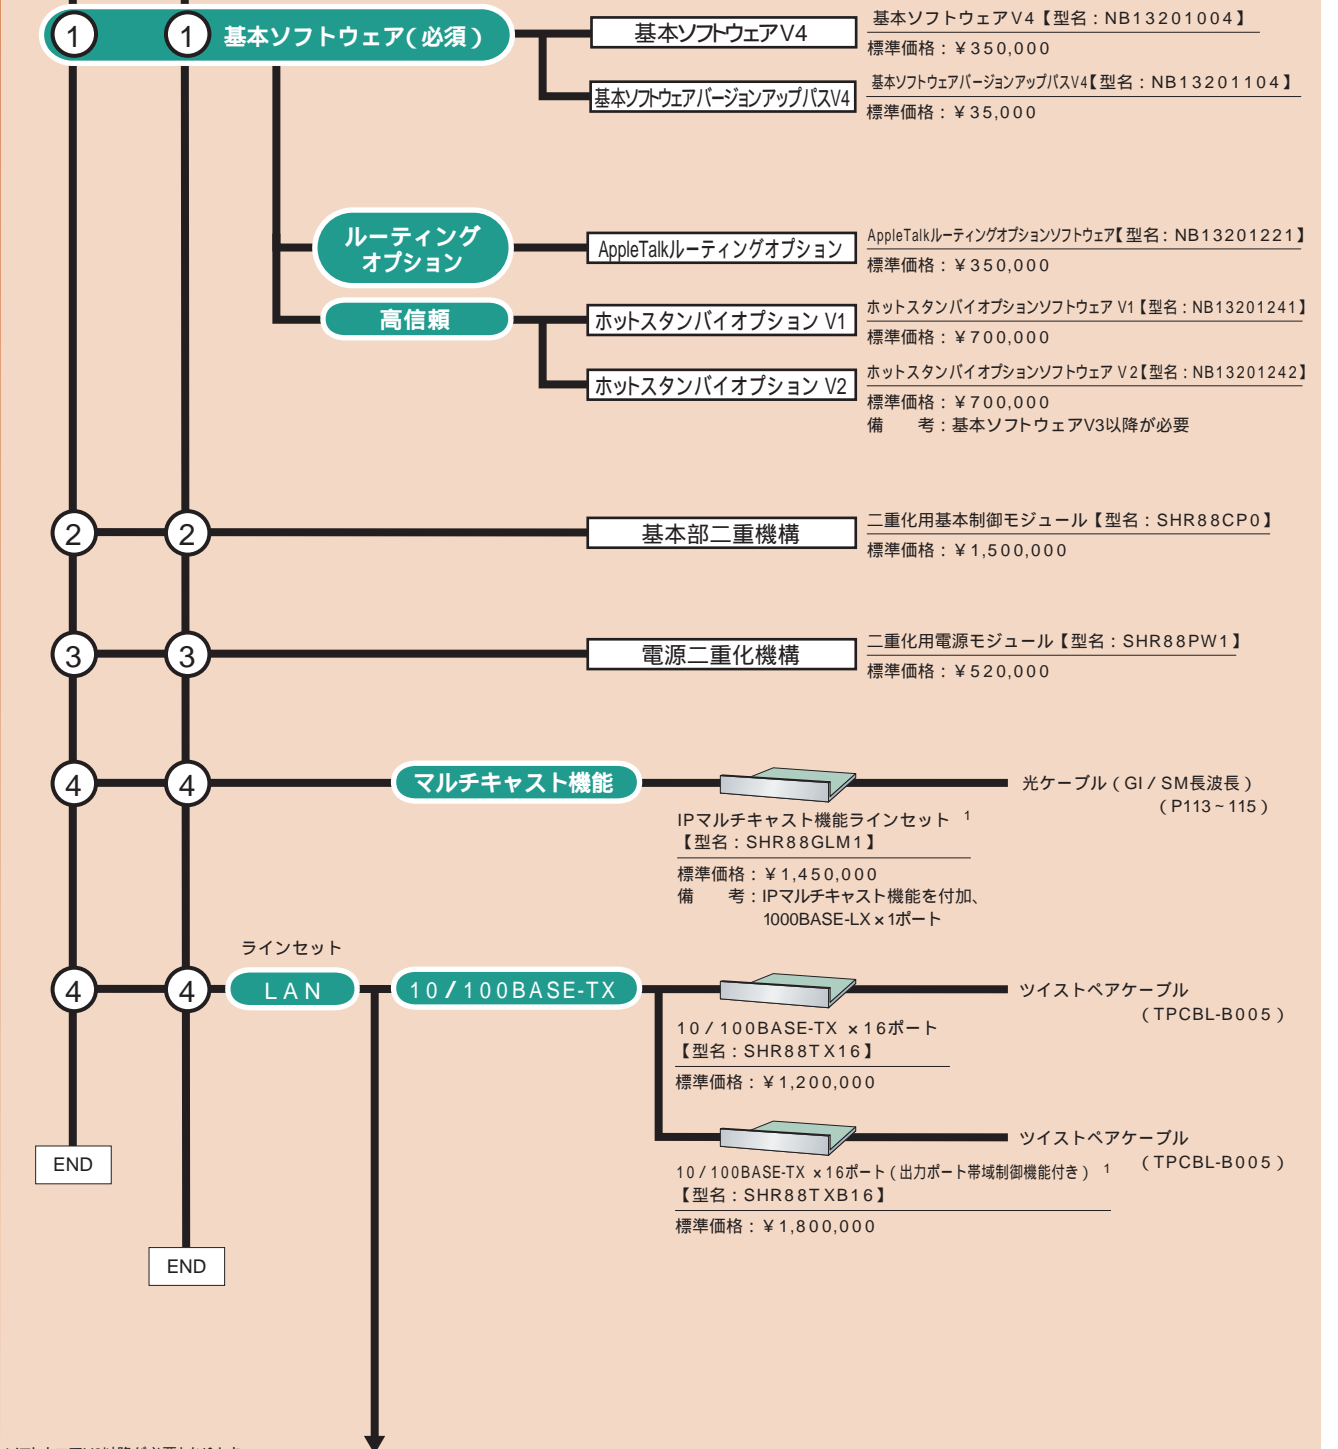 1 1 基本ソフトウェア(必須)
基本ソフトウェアV4
基本ソフトウェアV4【型名：NB13201004】
標準価格：￥350,000
基本ソフトウェアバージョンアップパスV4
基本ソフトウェアバージョンアップパスV4【型名：NB13201104】
標準価格：￥35,000
ルーティング
オプション
AppleTalkルーティングオプション
AppleTalkルーティングオプションソフトウェア【型名：NB13201221】
標準価格：￥350,000
高信頼
ホットスタンバイオプション V1
ホットスタンバイオプションソフトウェア V1【型名：NB13201241】
標準価格：￥700,000
ホットスタンバイオプション V2
ホットスタンバイオプションソフトウェア V2【型名：NB13201242】
標準価格：￥700,000
備　考：基本ソフトウェアV3以降が必要
2 2
基本部二重機構
二重化用基本制御モジュール【型名：SHR88CP0】
標準価格：￥1,500,000
3 3
電源二重化機構
二重化用電源モジュール【型名：SHR88PW1】
標準価格：￥520,000
4 4
マルチキャスト機能
光ケーブル（GI／SM長波長）
（P113~115）
IPマルチキャスト機能ラインセット 1
【型名：SHR88GLM1】
標準価格：￥1,450,000
備　考：IPマルチキャスト機能を付加、
1000BASE-LX×1ポート
ラインセット
4 4 LAN
10/100BASE-TX
ツイストペアケーブル
（TPCBL-B005）
10／100BASE-TX ×16ポート
【型名：SHR88TX16】
標準価格：￥1,200,000
ツイストペアケーブル
（TPCBL-B005）
10／100BASE-TX ×16ポート（出力ポート帯域制御機能付き） 1
【型名：SHR88TXB16】
標準価格：￥1,800,000
END
END